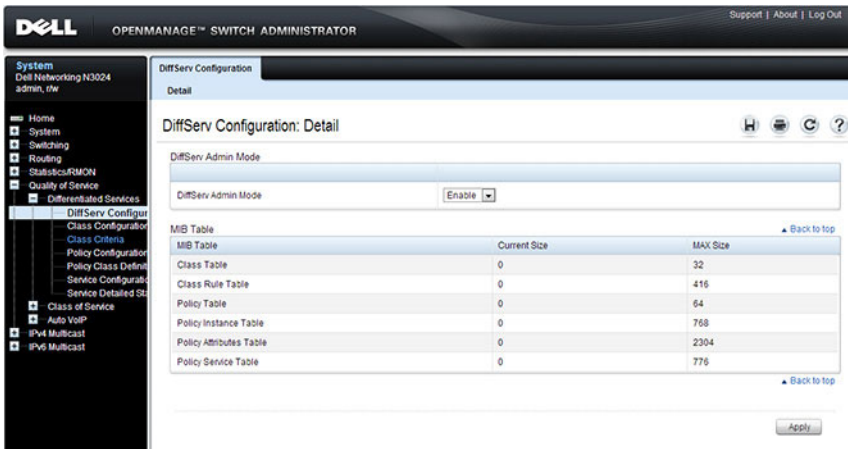 Support | About | Log Out
DELL
OPENMANAGE™ SWITCH ADMINISTRATOR
System
Dell Networking N3024
admin, r/w
Home
System
Switching
Routing
Statistics/RMON
Quality of Service
Differentiated Services
DiffServ Configur
Class Configuration
Class Criteria
Policy Configuration
Policy Class Definit
Service Configuratio
Service Detailed Sta
Class of Service
Auto VoIP
IPv4 Multicast
IPv6 Multicast
DiffServ Configuration
Detail
DiffServ Configuration: Detail
?
DiffServ Admin Mode
DiffServ Admin Mode Enable
MIB Table
Back to top
MIB Table Current Size MAX Size
Class Table 0 32
Class Rule Table 0 416
Policy Table 0 64
Policy Instance Table 0 768
Policy Attributes Table 0 2304
Policy Service Table 0 776
Back to top
Apply